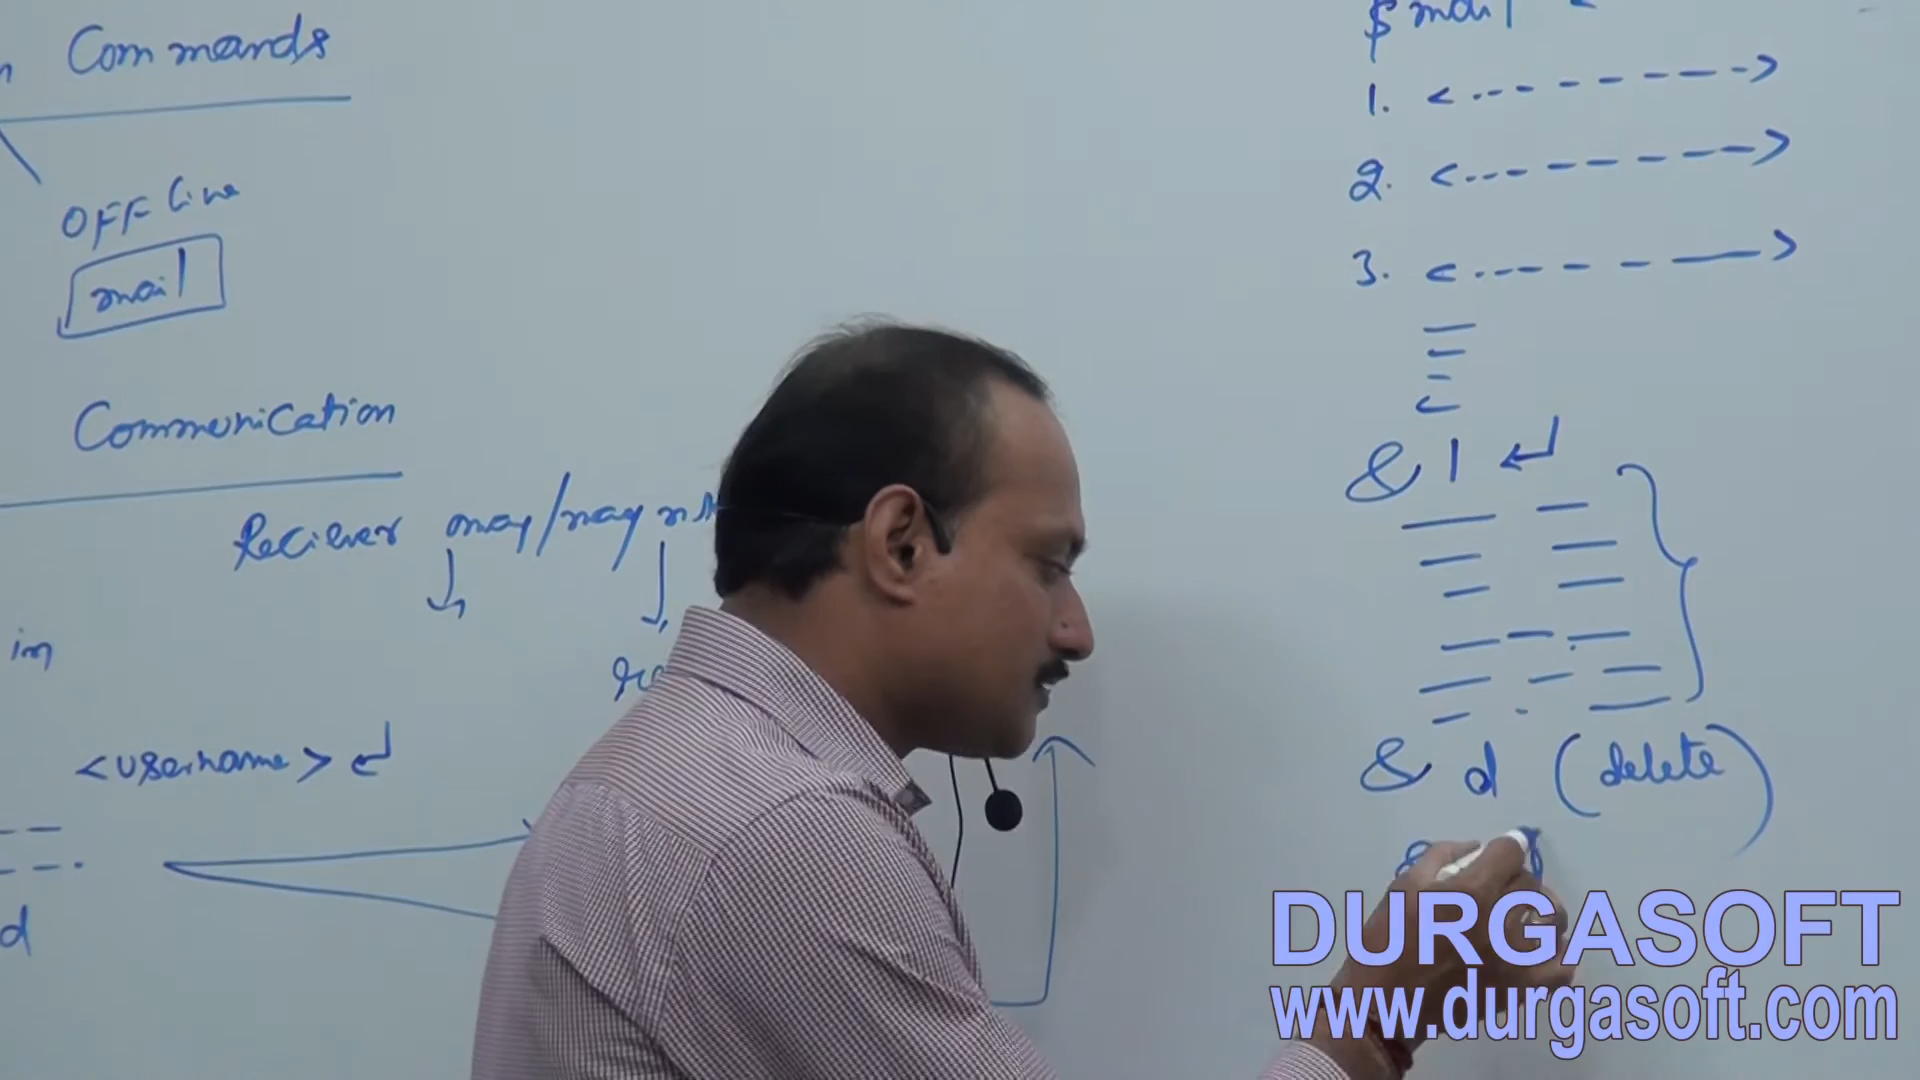 Commands
OFF line
mail
Communication
Reciever may/may
in
<username> ↲
d
$ mail
1. <------>
2. <------>
3. <------>
& 1 ↲
& d (delete)
DURGASOFT
www.durgasoft.com